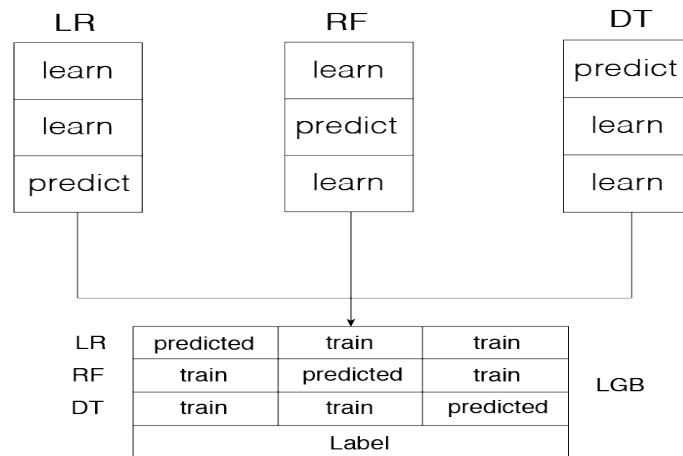 LR RF DT
learn learn predict
learn predict learn
predict learn learn
LR predicted train train
RF train predicted train
LGB
DT train train predicted
Label